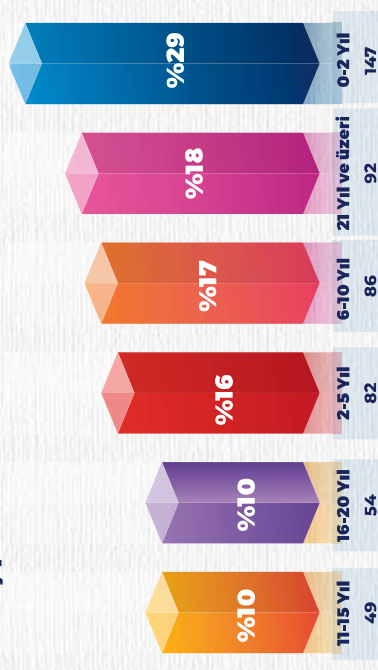 %29
0-2 Yıl
147
%18
21 Yıl ve üzeri
92
%17
6-10 Yıl
86
%16
2-5 Yıl
82
%10
16-20 Yıl
54
%10
11-15 Yıl
49